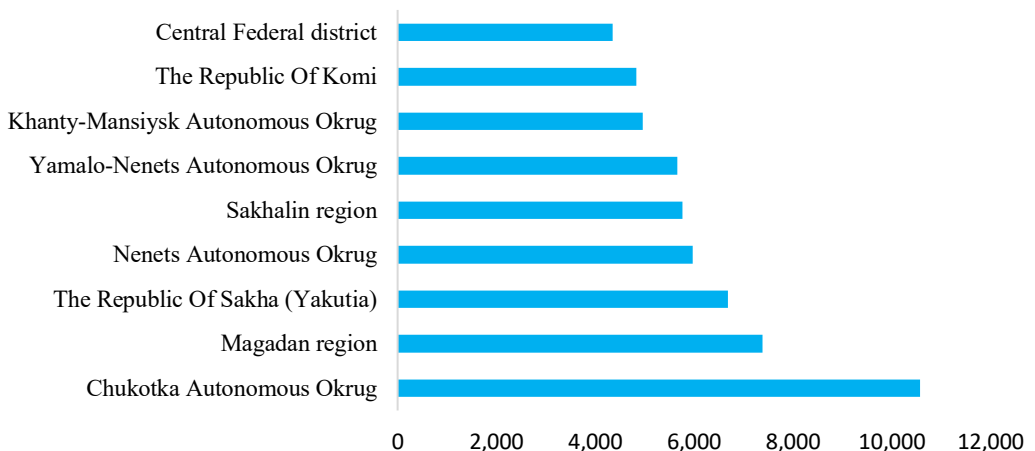 Central Federal district
The Republic Of Komi
Khanty-Mansiysk Autonomous Okrug
Yamalo-Nenets Autonomous Okrug
Sakhalin region
Nenets Autonomous Okrug
The Republic Of Sakha (Yakutia)
Magadan region
Chukotka Autonomous Okrug
0 2,000 4,000 6,000 8,000 10,000 12,000